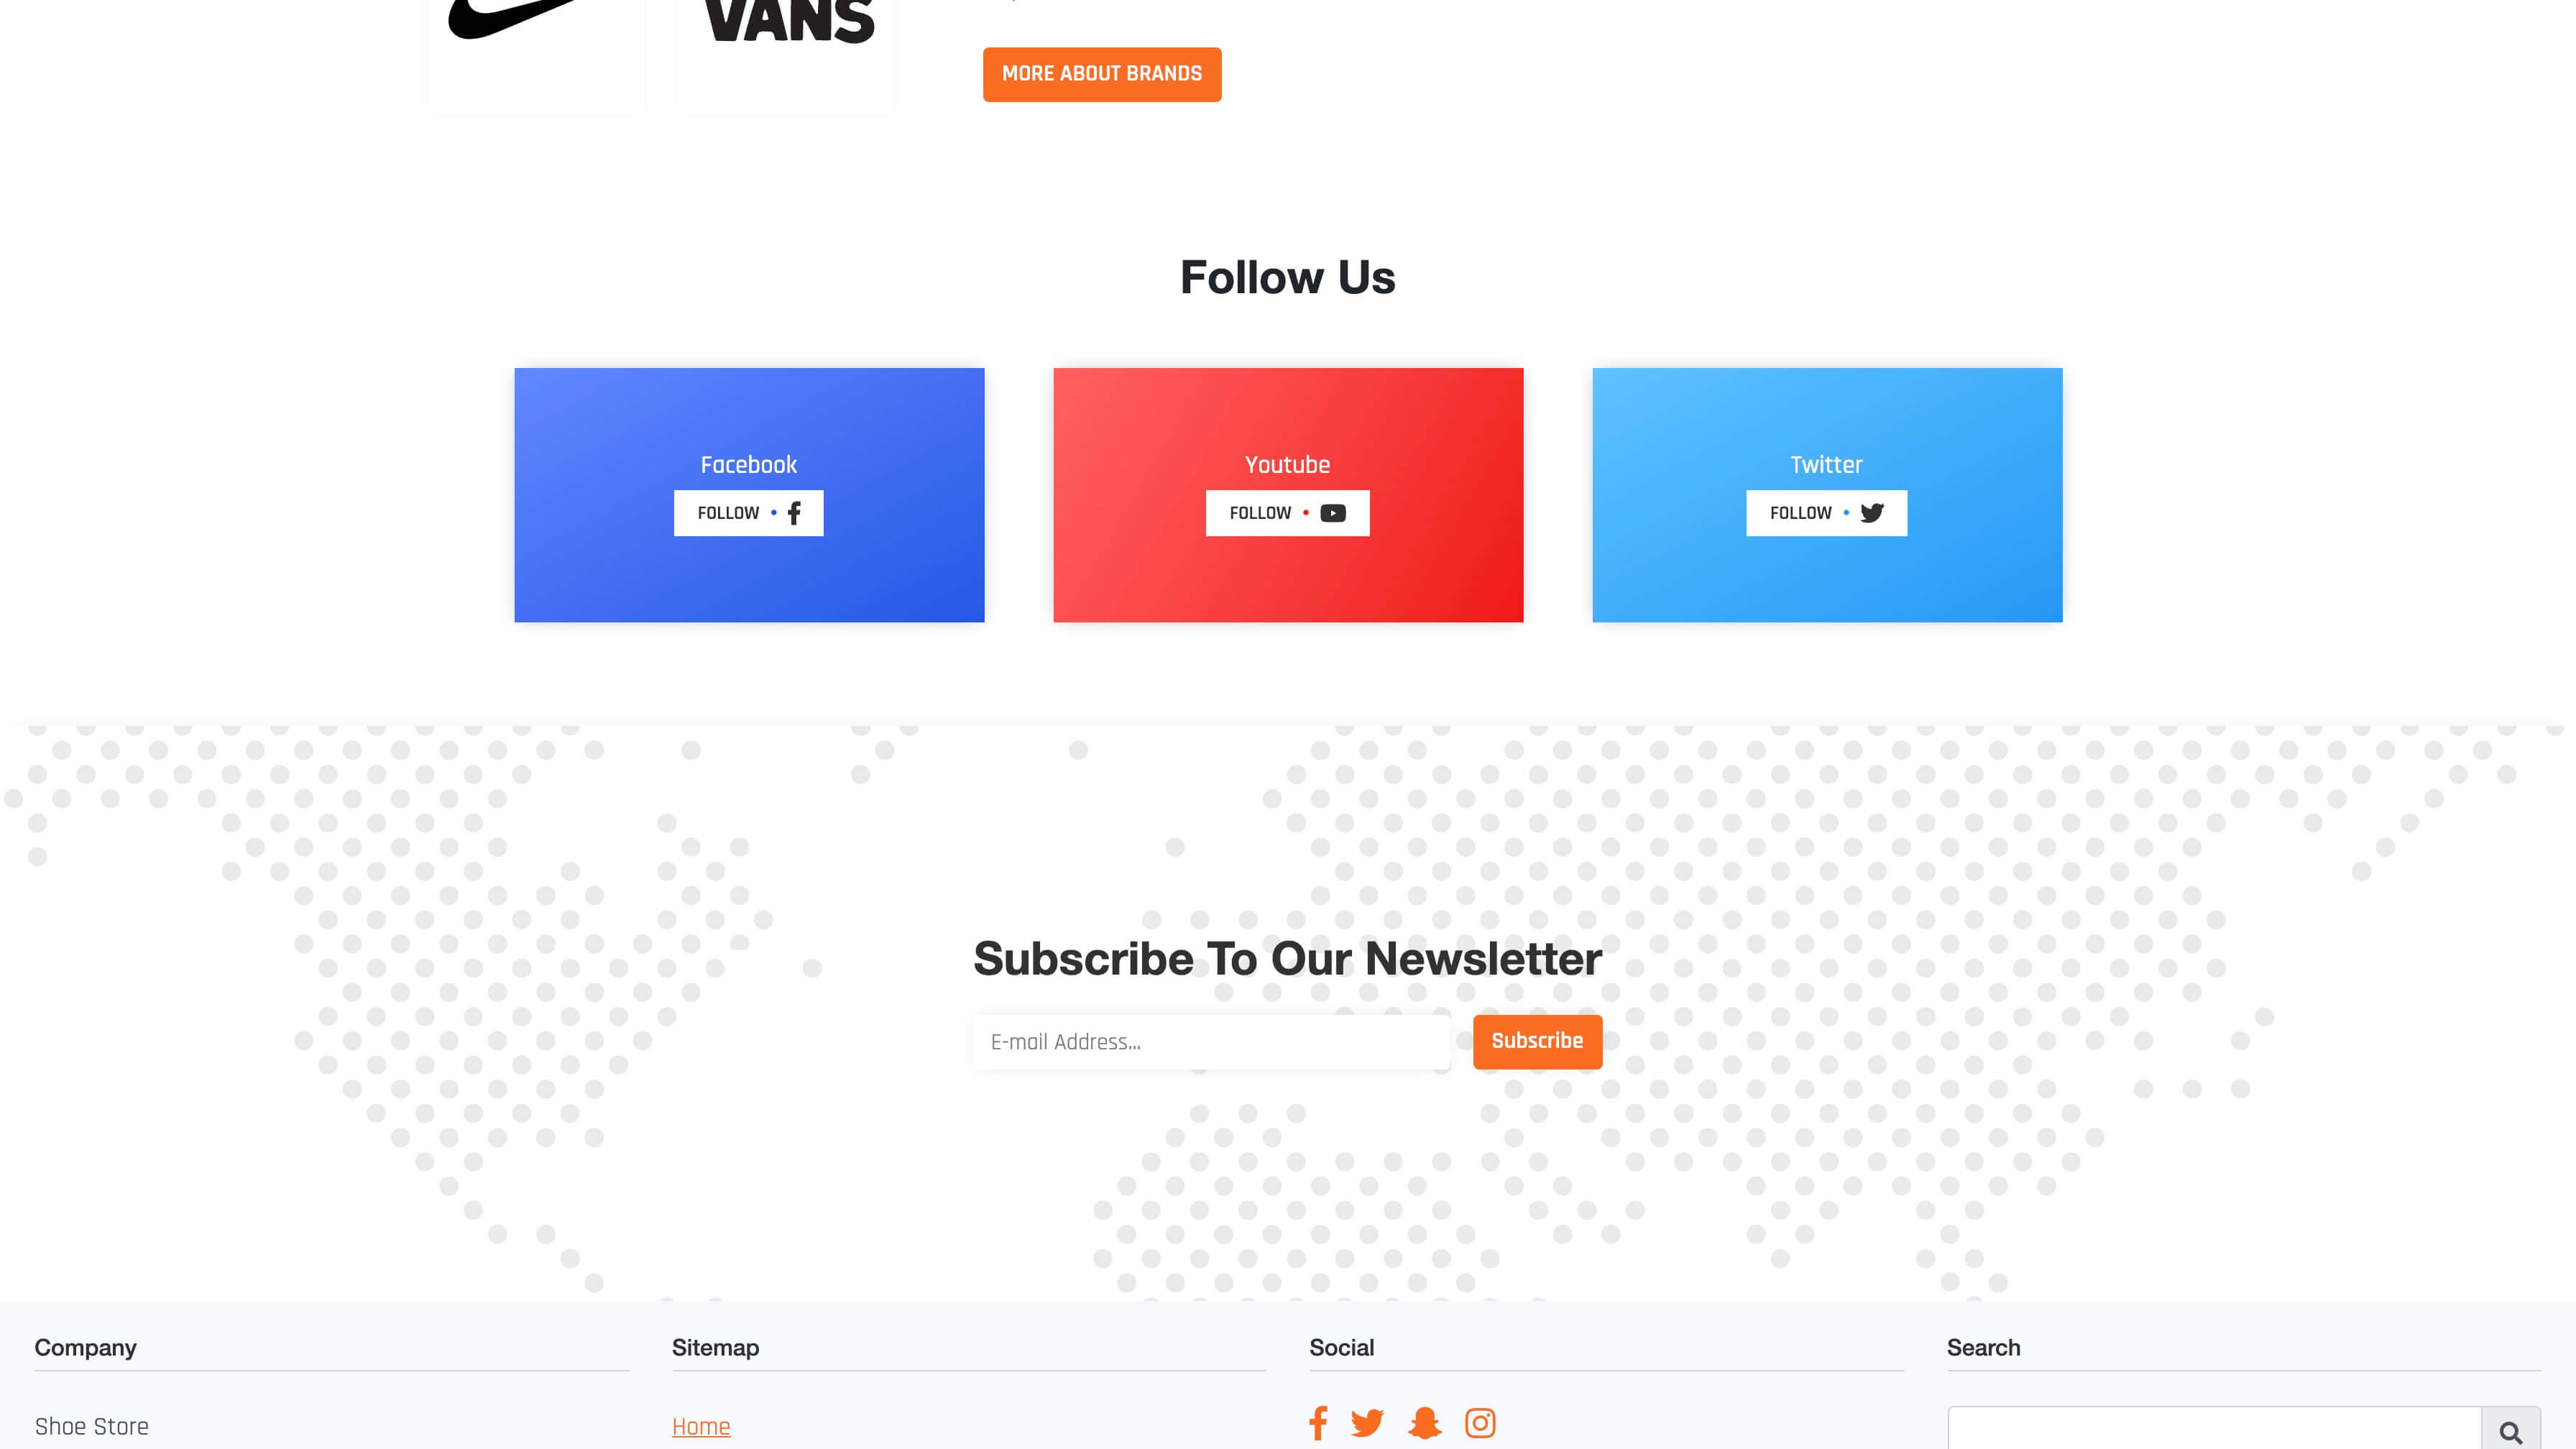 VANS
MORE ABOUT BRANDS
Follow Us
Facebook
FOLLOW
Youtube
FOLLOW
Twitter
FOLLOW
Subscribe To Our Newsletter
E-mail Address...
Subscribe
Company
Sitemap
Social
Search
Shoe Store
Home